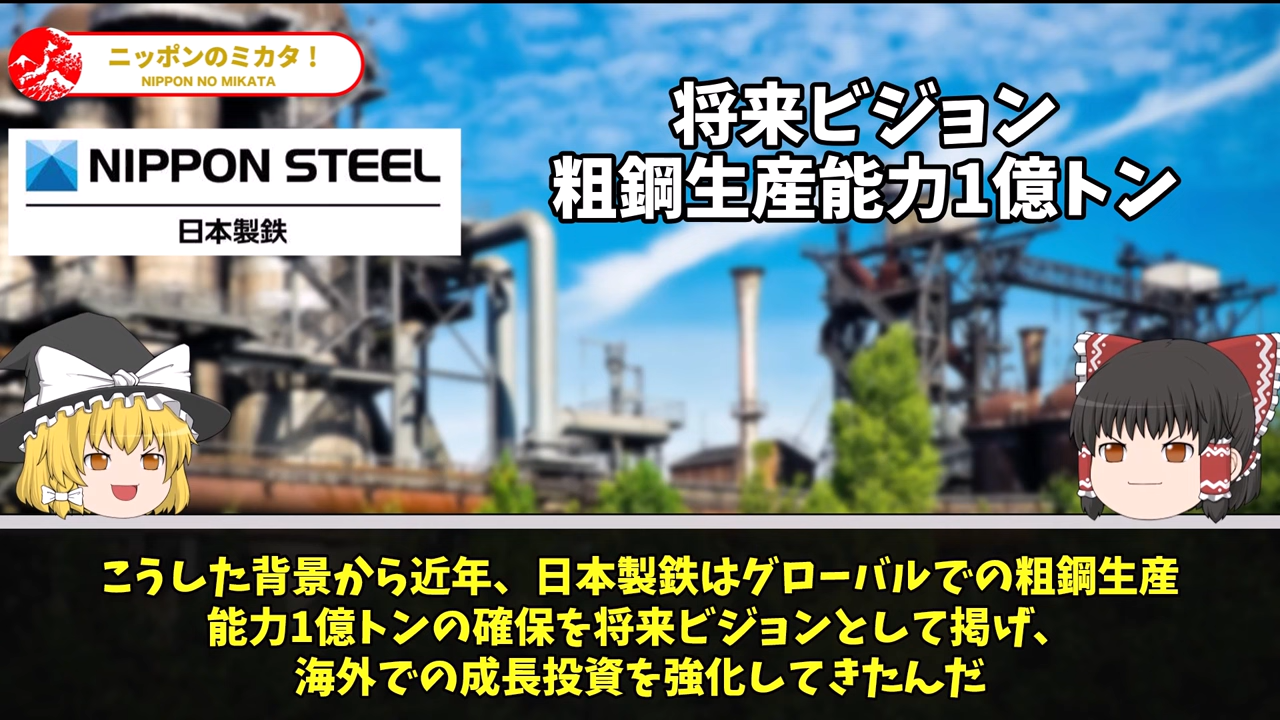 ニッポンのミカタ！
NIPPON NO MIKATA
NIPPON STEEL
日本製鉄
将来ビジョン
粗鋼生産能力1億トン
こうした背景から近年、日本製鉄はグローバルでの粗鋼生産
能力1億トンの確保を将来ビジョンとして掲げ、
海外での成長投資を強化してきたんだ